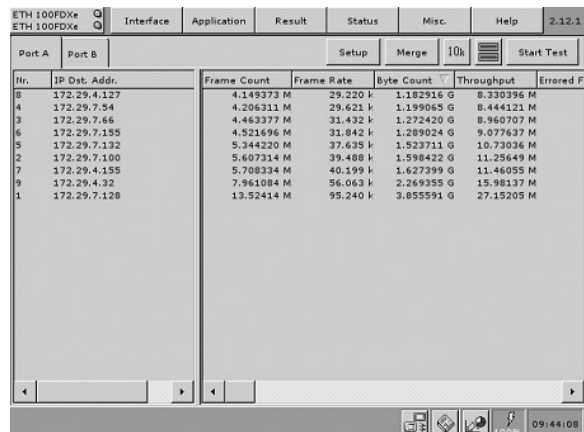 ETH 100FDXe
ETH 100FDXe
Interface Application Result Status Misc. Help 2.12.1
Port A Port B Setup Merge 10k Start Test
Nr. IP Dst. Addr. Frame Count Frame Rate Byte Count Throughput Errored F
8 172.29.4.127 4.149373 M 29.220 k 1.182916 G 8.330396 M
4 172.29.7.54 4.206311 M 29.621 k 1.199065 G 8.444121 M
3 172.29.7.66 4.463377 M 31.432 k 1.272420 G 8.960707 M
6 172.29.7.155 4.521696 M 31.842 k 1.289024 G 9.077637 M
5 172.29.7.132 5.344220 M 37.635 k 1.523711 G 10.73036 M
2 172.29.7.100 5.607314 M 39.488 k 1.598422 G 11.25649 M
7 172.29.4.155 5.708334 M 40.199 k 1.627399 G 11.46055 M
9 172.29.4.32 7.961084 M 56.063 k 2.269355 G 15.98137 M
1 172.29.7.128 13.52414 M 95.240 k 3.855591 G 27.15205 M
100% 09:44:08